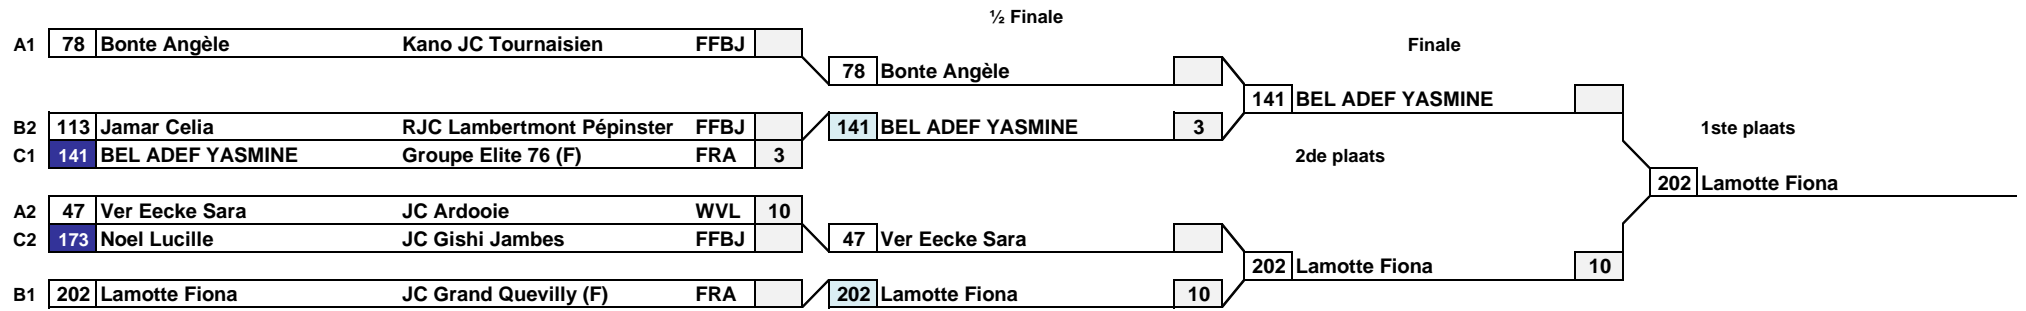 ½ Finale
A1 78 Bonte Angèle Kano JC Tournaisien FFBJ
Finale
78 Bonte Angèle
141 BEL ADEF YASMINE
B2 113 Jamar Celia RJC Lambertmont Pépinster FFBJ
141 BEL ADEF YASMINE 3
1ste plaats
C1 141 BEL ADEF YASMINE Groupe Elite 76 (F) FRA 3
2de plaats
202 Lamotte Fiona
A2 47 Ver Eecke Sara JC Ardooie WVL 10
C2 173 Noel Lucille JC Gishi Jambes FFBJ
47 Ver Eecke Sara
202 Lamotte Fiona 10
B1 202 Lamotte Fiona JC Grand Quevilly (F) FRA
202 Lamotte Fiona 10